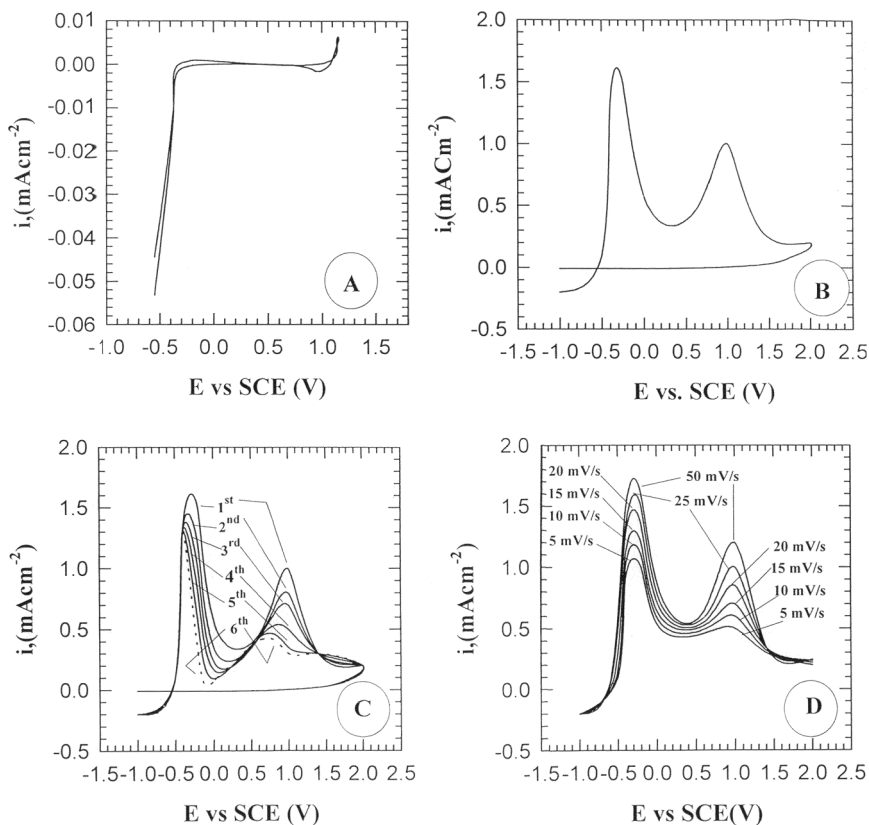 0.01
0.00
-0.01
-0.02
-0.03
-0.04
-0.05
-0.06
i,(mAcm-2)
-1.0 -0.5 0.0 0.5 1.0 1.5
E vs SCE (V)
A
2.0
1.5
1.0
0.5
0.0
-0.5
i,(mACm-2)
-1.5 -1.0 -0.5 0.0 0.5 1.0 1.5 2.0 2.5
E vs. SCE (V)
B
2.0
1.5
1.0
0.5
0.0
-0.5
i,(mAcm-2)
1st
2nd
3rd
4th
5th
6th
-1.5 -1.0 -0.5 0.0 0.5 1.0 1.5 2.0 2.5
E vs SCE (V)
C
2.0
1.5
1.0
0.5
0.0
-0.5
i,(mAcm-2)
20 mV/s
15 mV/s
10 mV/s
5 mV/s
50 mV/s
25 mV/s
20 mV/s
15 mV/s
10 mV/s
5 mV/s
-1.5 -1.0 -0.5 0.0 0.5 1.0 1.5 2.0 2.5
E vs SCE(V)
D